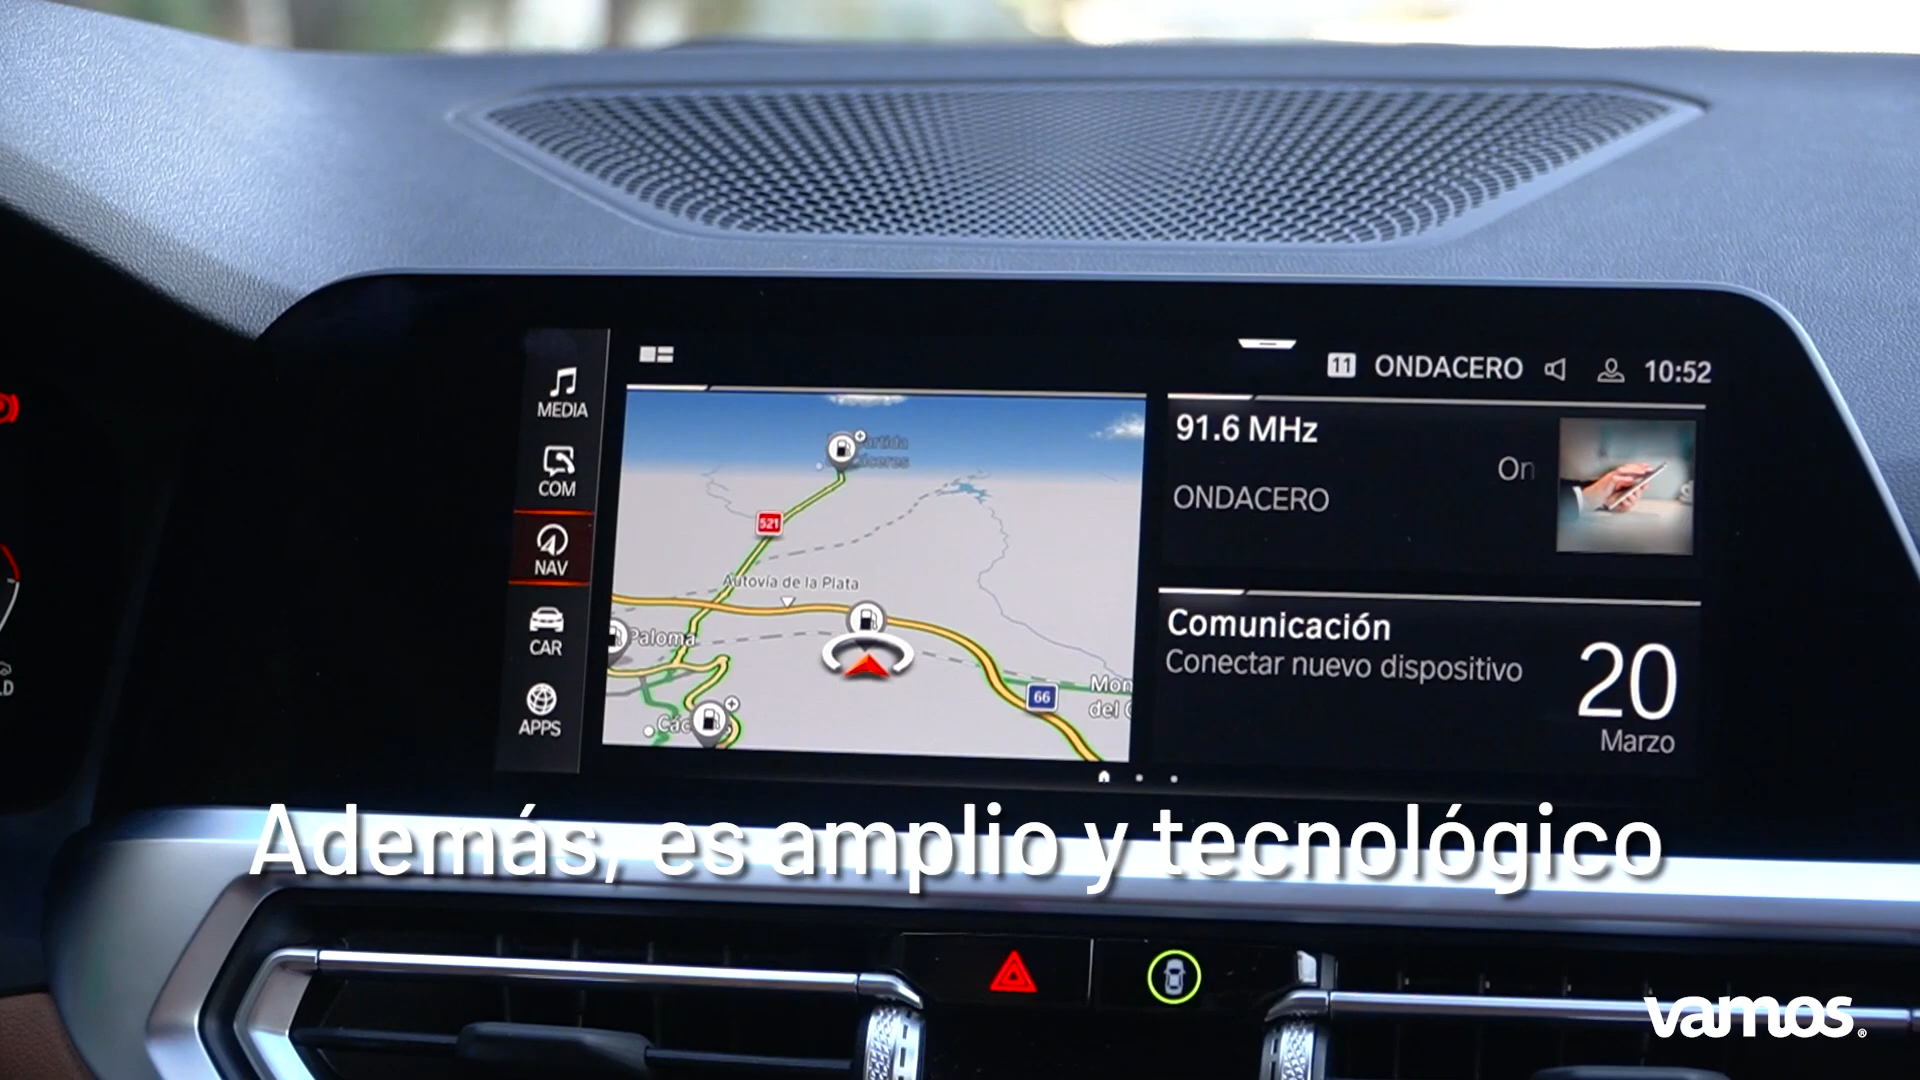 MEDIA
COM
NAV
CAR
APPS
11 ONDACERO 10:52
521
Autovía de la Plata
Paloma
66
91.6 MHz
On
ONDACERO
Comunicación
Conectar nuevo dispositivo
20
Marzo
Además, es amplio y tecnológico
vamos®